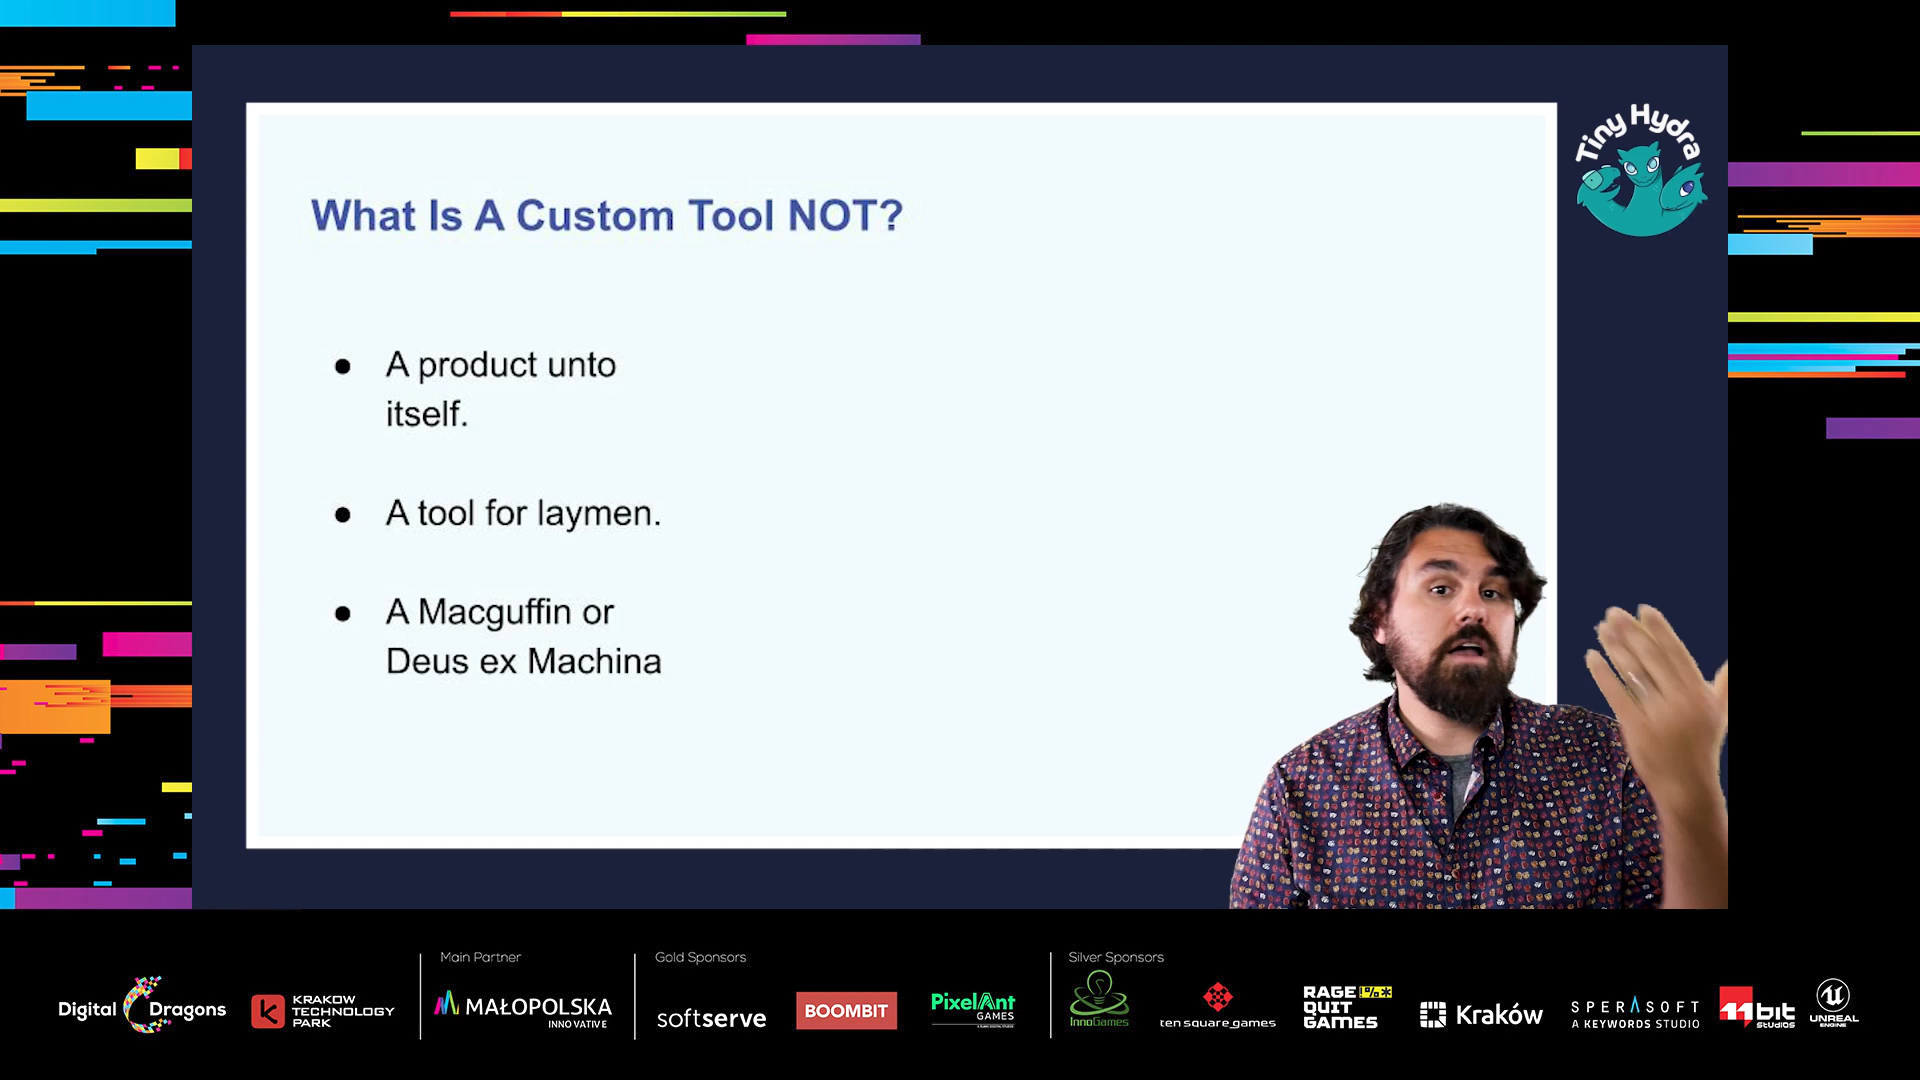 Tiny Hydra
What Is A Custom Tool NOT?
● A product unto
itself.
● A tool for laymen.
● A Macguffin or
Deus ex Machina
Main Partner
Gold Sponsors
Silver Sponsors
Digital Dragons
KRAKOW
TECHNOLOGY
PARK
MAŁOPOLSKA
INNOVATIVE
softserve
BOOMBIT
PixelAnt
GAMES
InnoGames
ten square games
RAGE !%*
QUIT
GAMES
Kraków
SPERASOFT
A KEYWORDS STUDIO
11bit
STUDIOS
UNREAL
ENGINE